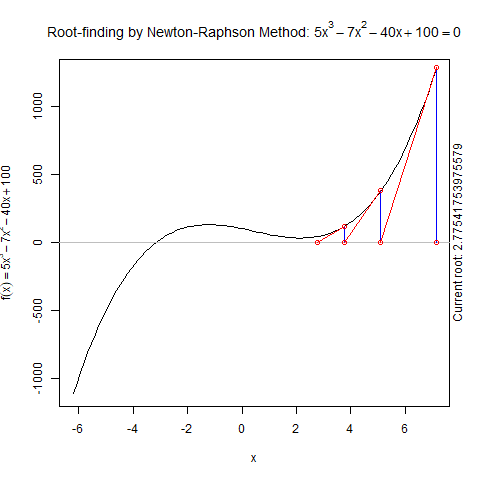 Root-finding by Newton-Raphson Method: 5x³ − 7x² − 40x + 100 = 0
f(x) = 5x³ − 7x² − 40x + 100
1000
500
0
-500
-1000
-6 -4 -2 0 2 4 6
x
Current root: 2.77541753975579